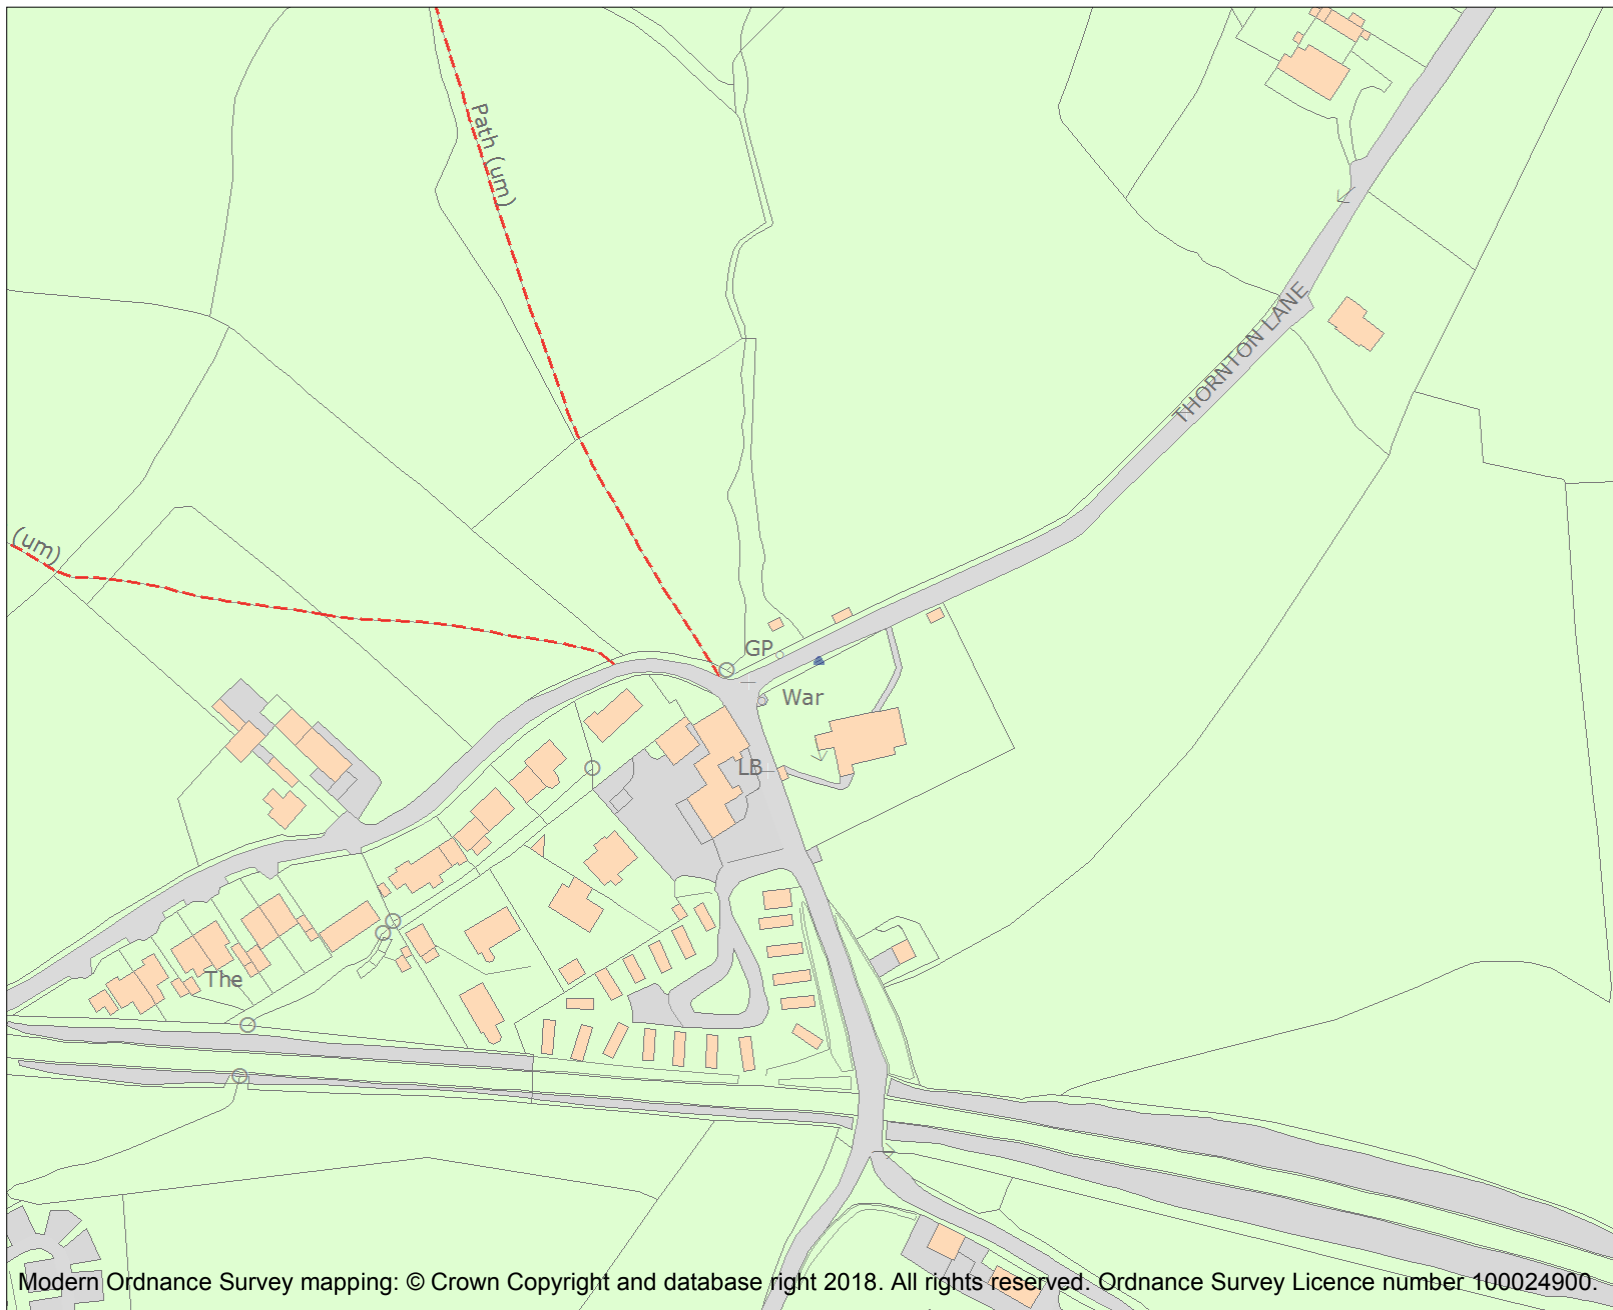 Path (um)
THORNTON LANE
(um)
GP
War
LB
The
Modern Ordnance Survey mapping: © Crown Copyright and database right 2018. All rights reserved. Ordnance Survey Licence number 100024900.